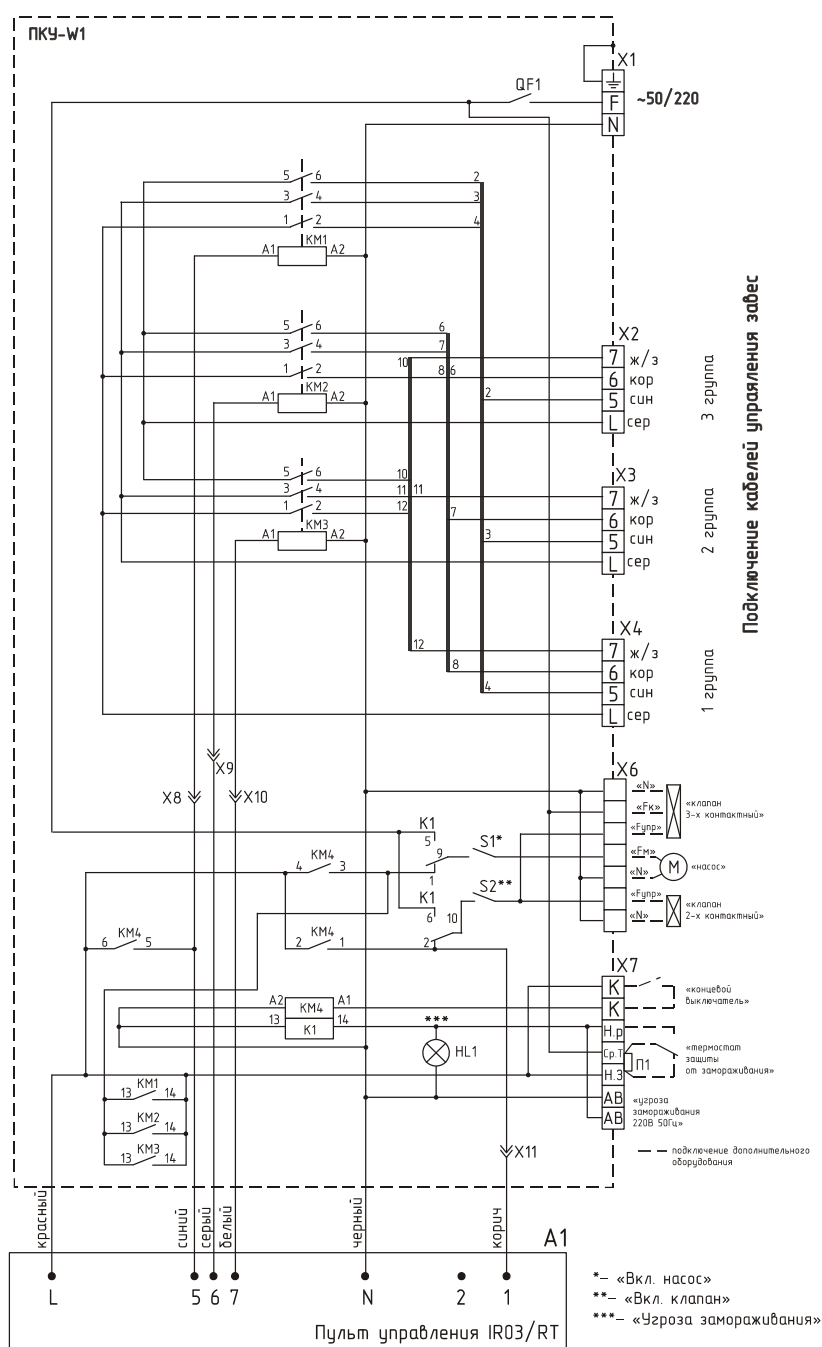 ПКУ-W1
X1
QF1
F
~50/220
N
5 6 2
3 4 3
1 2 4
A1 KM1 A2
5 6 6
3 4 7
1 2 8 6
A1 KM2 A2
10
2
X2
7 ж/з
6 кор
5 син
L сер
3 группа
5 6 10
3 4 11 11
1 2 12
A1 KM3 A2
7
3
X3
7 ж/з
6 кор
5 син
L сер
2 группа
12
8
4
X4
7 ж/з
6 кор
5 син
L сер
1 группа
Подключение кабелей упраяления завес
X9
X8
X10
X6
«N»
«Fк»
«клапан
3-х контактный»
«Fупр»
«Fм»
M
«насос»
«N»
«Fупр»
«клапан
2-х контактный»
«N»
K1
5
9
1
S1*
4 KM4 3
K1
6
10
2
S2**
6 KM4 5
2 KM4 1
X7
K
K
«концевой
выключатель»
A2 KM4 A1
13 K1 14
***
HL1
Н.р
Ср.Т
Н.З
П1
«термостат
защиты
от замораживания»
AB
AB
«угроза
замораживания
220В 50Гц»
13 KM1 14
13 KM2 14
13 KM3 14
X11
подключение дополнительного
оборудования
красный
синий
серый
белый
черный
корич
A1
L 5 6 7 N 2 1
Пульт управления IR03/RT
*– «Вкл. насос»
**– «Вкл. клапан»
***– «Угроза замораживания»